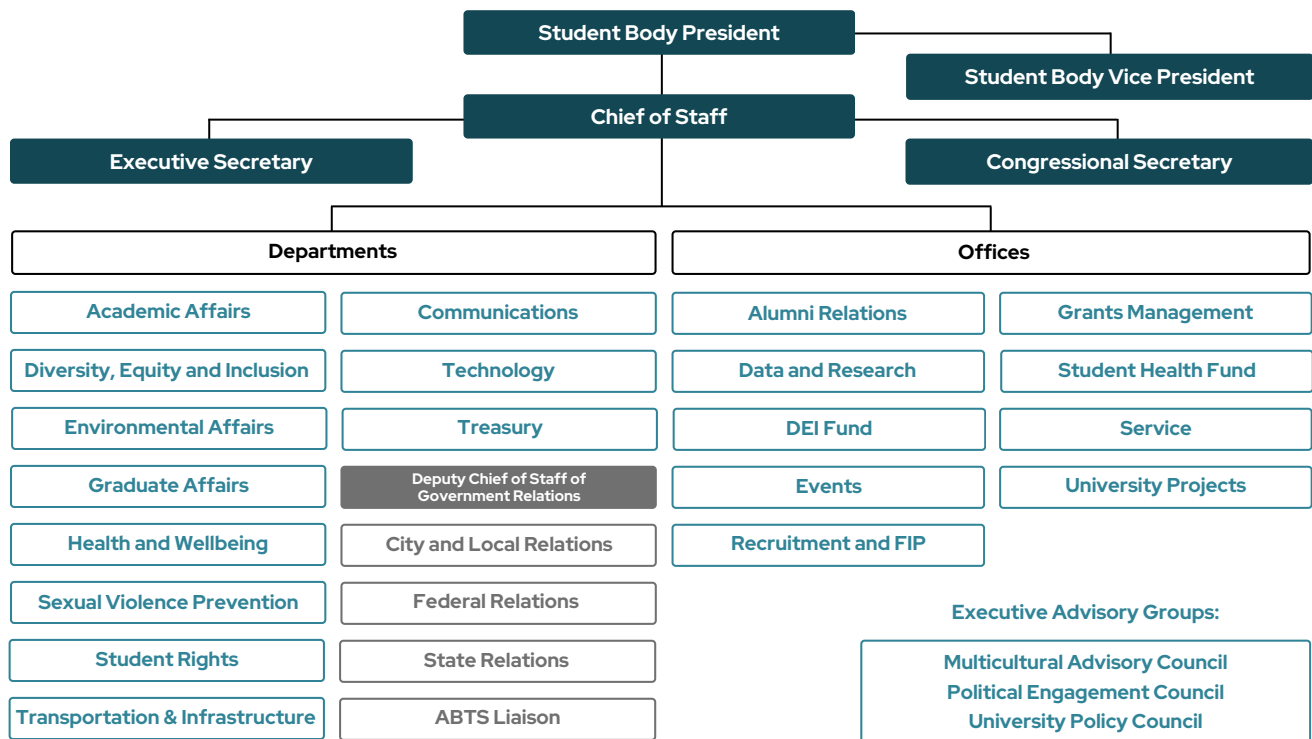 Student Body President
Student Body Vice President
Chief of Staff
Executive Secretary
Congressional Secretary
Departments
Offices
Academic Affairs
Diversity, Equity and Inclusion
Environmental Affairs
Graduate Affairs
Health and Wellbeing
Sexual Violence Prevention
Student Rights
Transportation & Infrastructure
Communications
Technology
Treasury
Deputy Chief of Staff of
Government Relations
City and Local Relations
Federal Relations
State Relations
ABTS Liaison
Alumni Relations
Data and Research
DEI Fund
Events
Recruitment and FIP
Grants Management
Student Health Fund
Service
University Projects
Executive Advisory Groups:
Multicultural Advisory Council
Political Engagement Council
University Policy Council